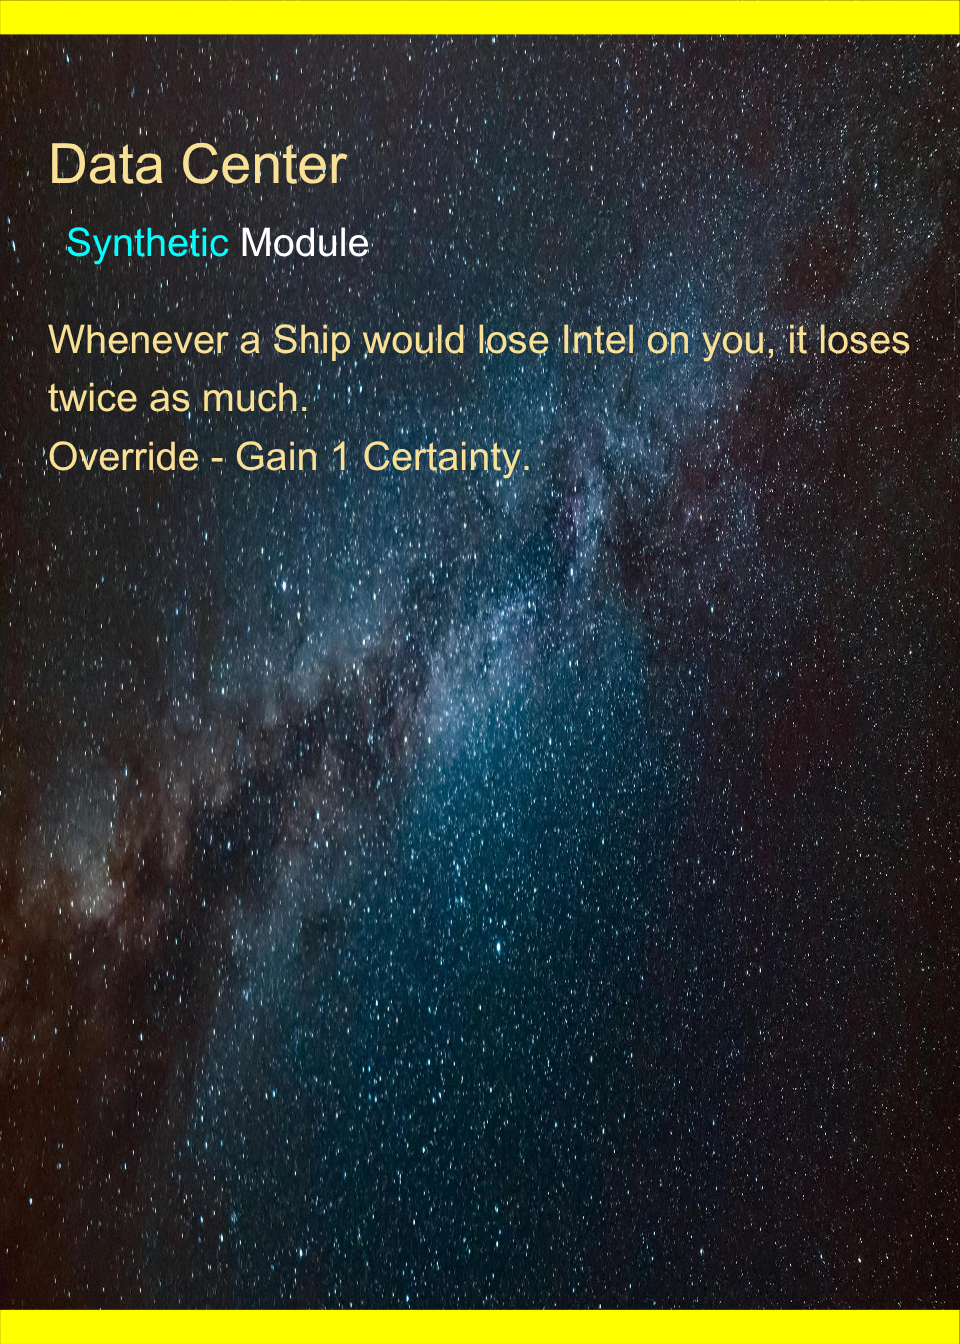 Data Center
Synthetic Module
Whenever a Ship would lose Intel on you, it loses
twice as much.
Override - Gain 1 Certainty.